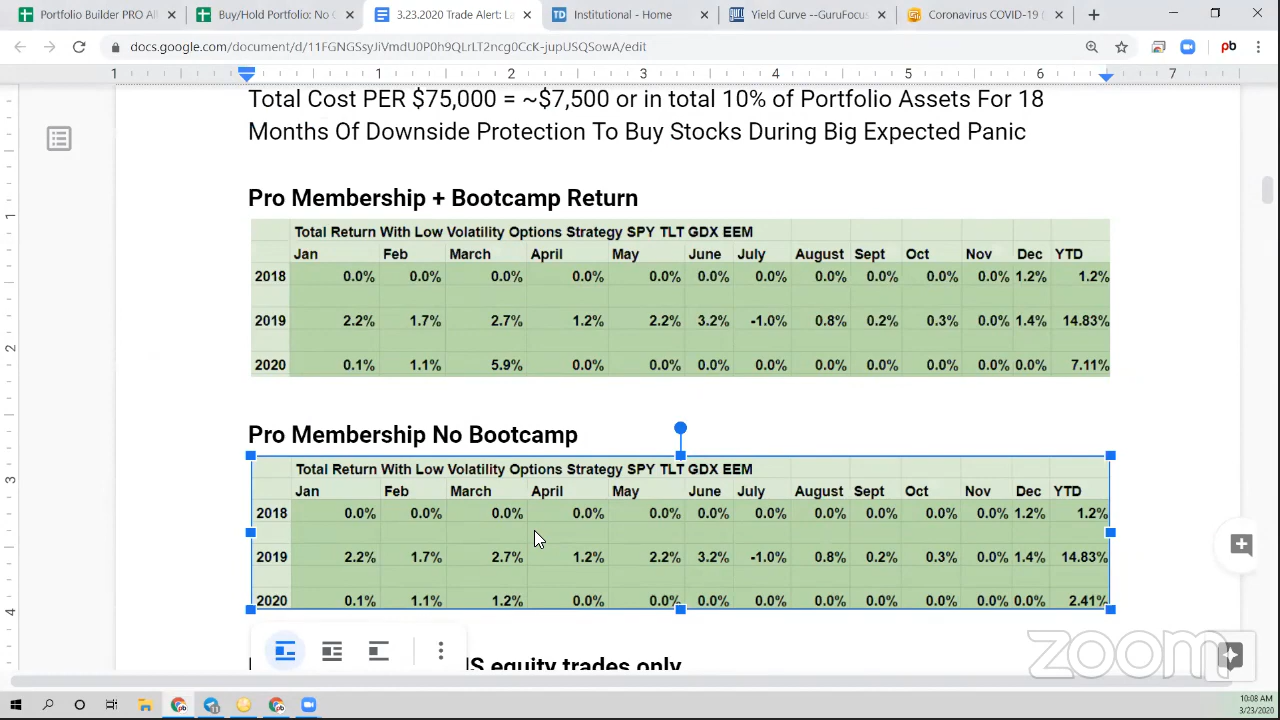 Portfolio Builder PRO All
Buy/Hold Portfolio: No C
3.23.2020 Trade Alert: La
Institutional - Home
Yield Curve - GuruFocus
Coronavirus COVID-19 (
docs.google.com/document/d/11FGNGSsyJiVmdU0P0h9QLrLT2ncg0CcK-jupUSQSowA/edit
1 1 2 3 4 5 6 7
Total Cost PER $75,000 = ~$7,500 or in total 10% of Portfolio Assets For 18
Months Of Downside Protection To Buy Stocks During Big Expected Panic
Pro Membership + Bootcamp Return
Total Return With Low Volatility Options Strategy SPY TLT GDX EEM
Jan Feb March April May June July August Sept Oct Nov Dec YTD
2018 0.0% 0.0% 0.0% 0.0% 0.0% 0.0% 0.0% 0.0% 0.0% 0.0% 0.0% 1.2% 1.2%
2019 2.2% 1.7% 2.7% 1.2% 2.2% 3.2% -1.0% 0.8% 0.2% 0.3% 0.0% 1.4% 14.83%
2020 0.1% 1.1% 5.9% 0.0% 0.0% 0.0% 0.0% 0.0% 0.0% 0.0% 0.0% 0.0% 7.11%
Pro Membership No Bootcamp
Total Return With Low Volatility Options Strategy SPY TLT GDX EEM
Jan Feb March April May June July August Sept Oct Nov Dec YTD
2018 0.0% 0.0% 0.0% 0.0% 0.0% 0.0% 0.0% 0.0% 0.0% 0.0% 0.0% 1.2% 1.2%
2019 2.2% 1.7% 2.7% 1.2% 2.2% 3.2% -1.0% 0.8% 0.2% 0.3% 0.0% 1.4% 14.83%
2020 0.1% 1.1% 1.2% 0.0% 0.0% 0.0% 0.0% 0.0% 0.0% 0.0% 0.0% 0.0% 2.41%
equity trades only
zoom
10:08 AM
3/23/2020